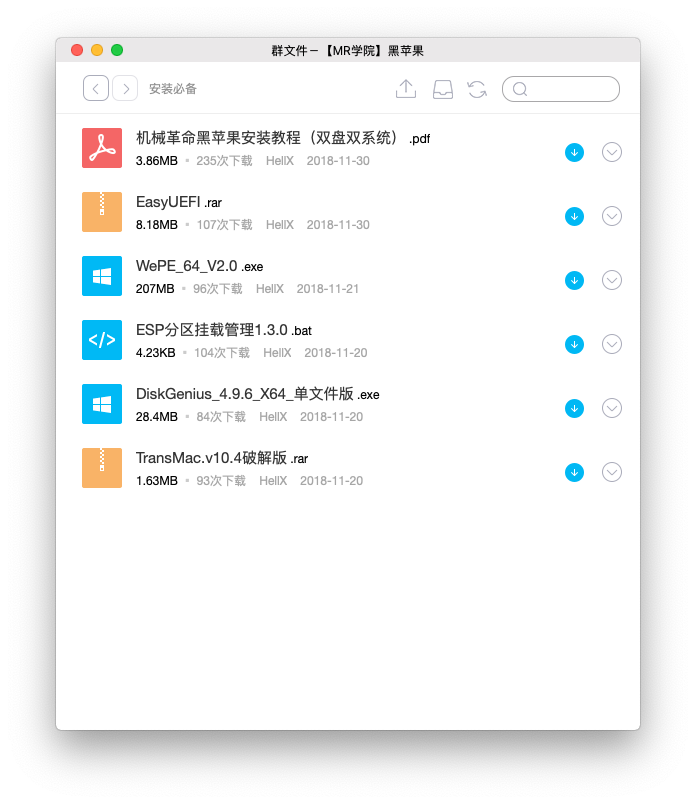 群文件－【MR学院】黑苹果
安装必备
机械革命黑苹果安装教程（双盘双系统） .pdf
3.86MB • 235次下载 HellX 2018-11-30
EasyUEFI .rar
8.18MB • 107次下载 HellX 2018-11-30
WePE_64_V2.0 .exe
207MB • 96次下载 HellX 2018-11-21
</>
ESP分区挂载管理1.3.0 .bat
4.23KB • 104次下载 HellX 2018-11-20
DiskGenius_4.9.6_X64_单文件版 .exe
28.4MB • 84次下载 HellX 2018-11-20
TransMac.v10.4破解版 .rar
1.63MB • 93次下载 HellX 2018-11-20